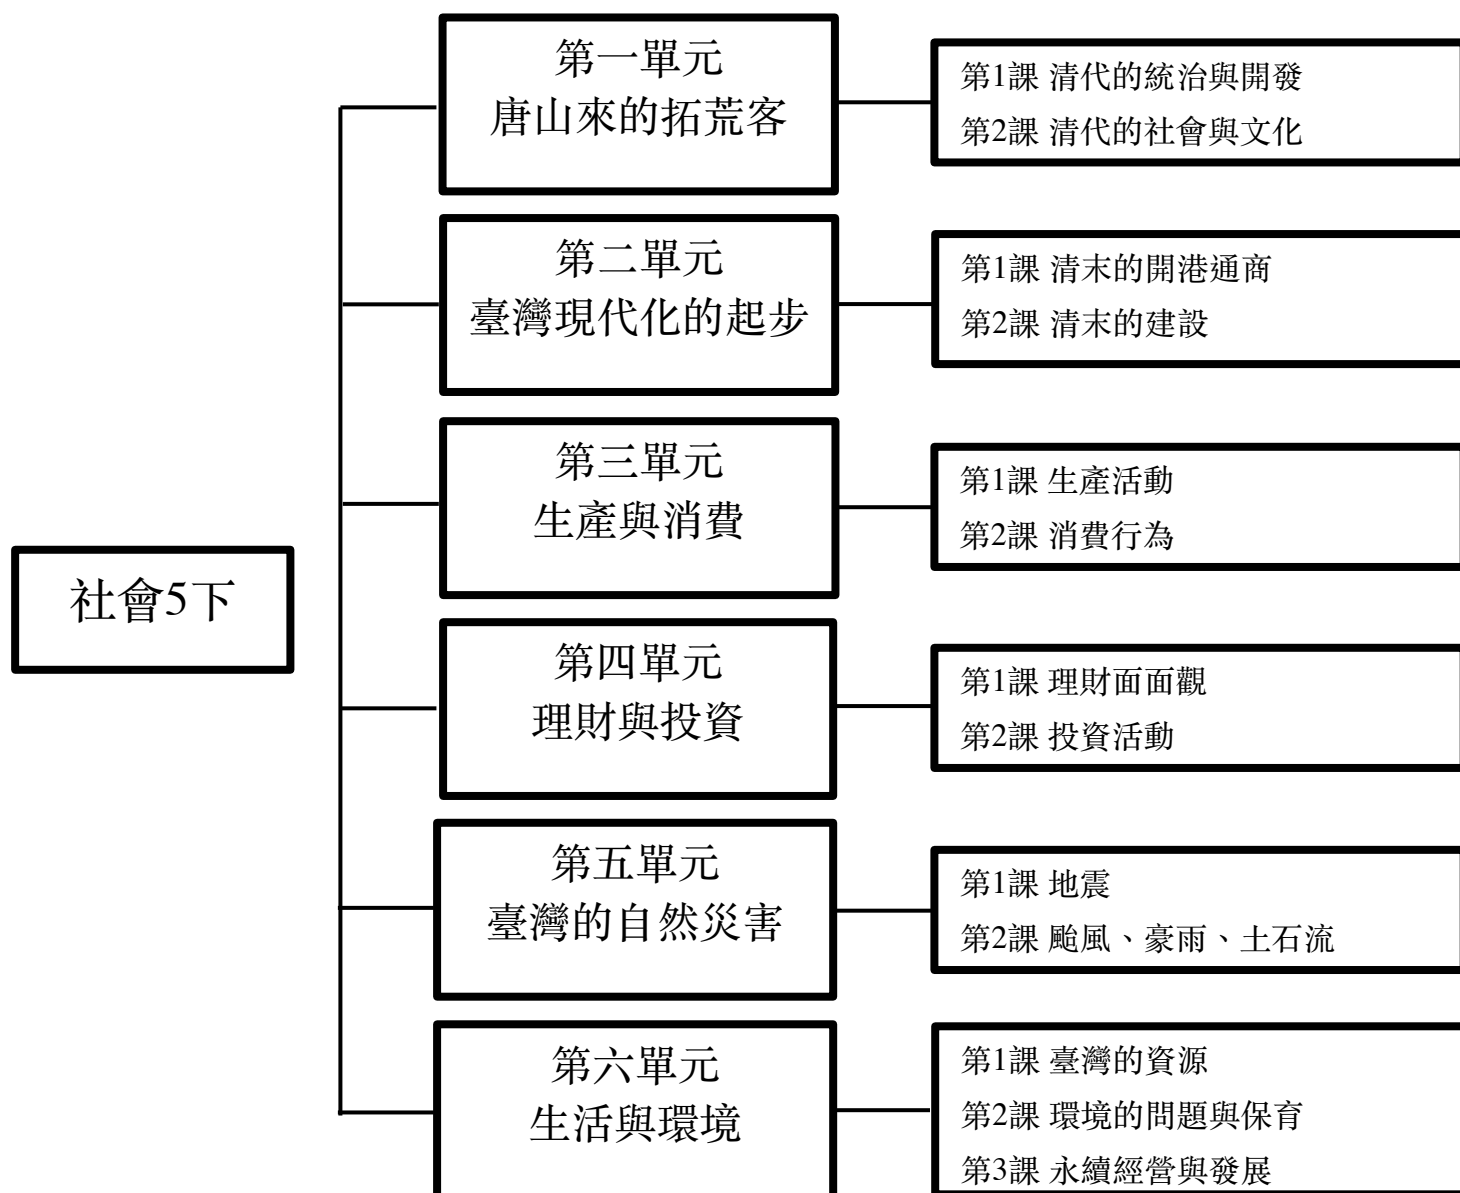 社會5下
第一單元
唐山來的拓荒客
第1課 清代的統治與開發
第2課 清代的社會與文化
第二單元
臺灣現代化的起步
第1課 清末的開港通商
第2課 清末的建設
第三單元
生產與消費
第1課 生產活動
第2課 消費行為
第四單元
理財與投資
第1課 理財面面觀
第2課 投資活動
第五單元
臺灣的自然災害
第1課 地震
第2課 颱風、豪雨、土石流
第六單元
生活與環境
第1課 臺灣的資源
第2課 環境的問題與保育
第3課 永續經營與發展